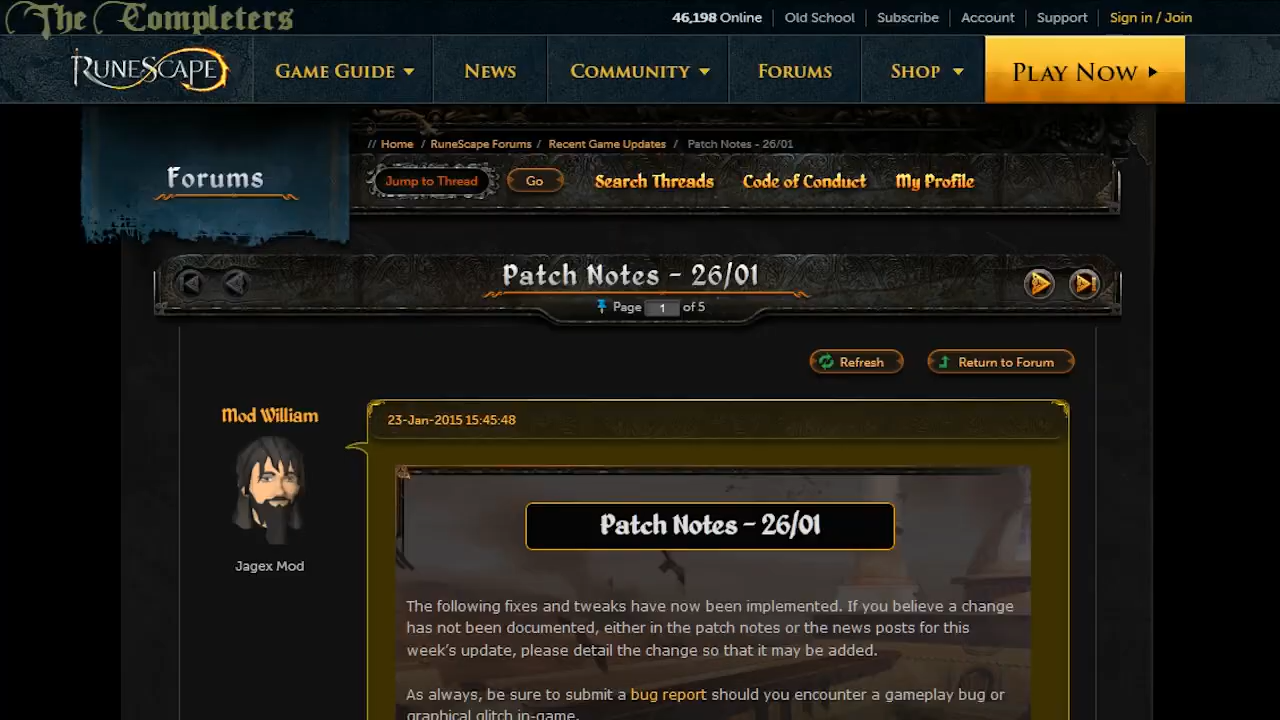 The Completers
46,198 Online Old School Subscribe Account Support Sign in / Join
RuneScape Game Guide News Community Forums Shop Play Now
// Home / RuneScape Forums / Recent Game Updates / Patch Notes - 26/01
Forums
Jump to Thread Go Search Threads Code of Conduct My Profile
Patch Notes - 26/01
Page 1 of 5
Refresh Return to Forum
Mod William
23-Jan-2015 15:45:48
Patch Notes - 26/01
Jagex Mod
The following fixes and tweaks have now been implemented. If you believe a change
has not been documented, either in the patch notes or the news posts for this
week's update, please detail the change so that it may be added.
As always, be sure to submit a bug report should you encounter a gameplay bug or
graphical glitch in-game.